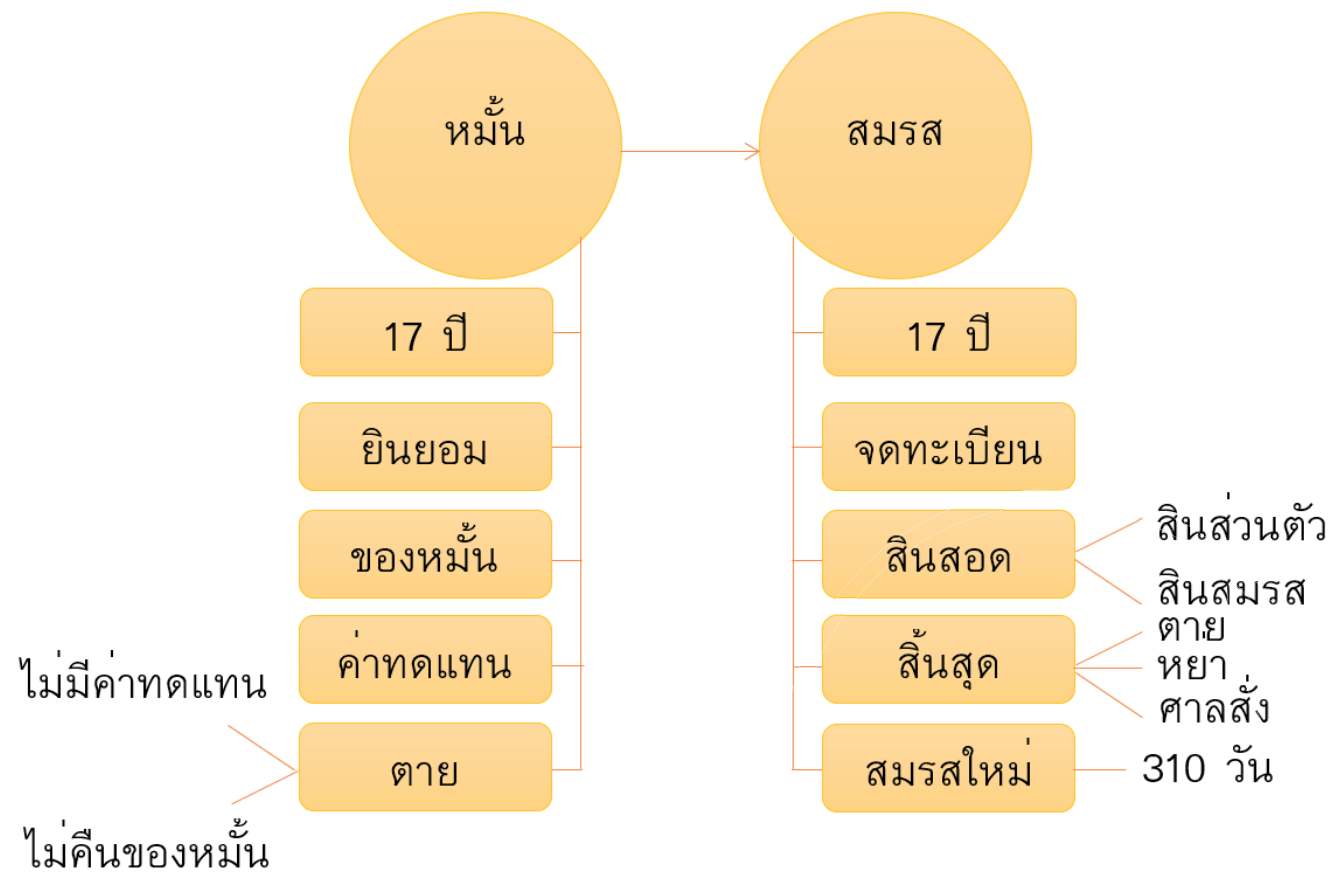 หมั้น
สมรส
17 ปี
ยินยอม
ของหมั้น
ค่าทดแทน
ตาย
ไม่มีค่าทดแทน
ไม่คืนของหมั้น
17 ปี
จดทะเบียน
สินสอด
สินส่วนตัว
สินสมรส
สิ้นสุด
ตาย
หย่า
ศาลสั่ง
สมรสใหม่
310 วัน